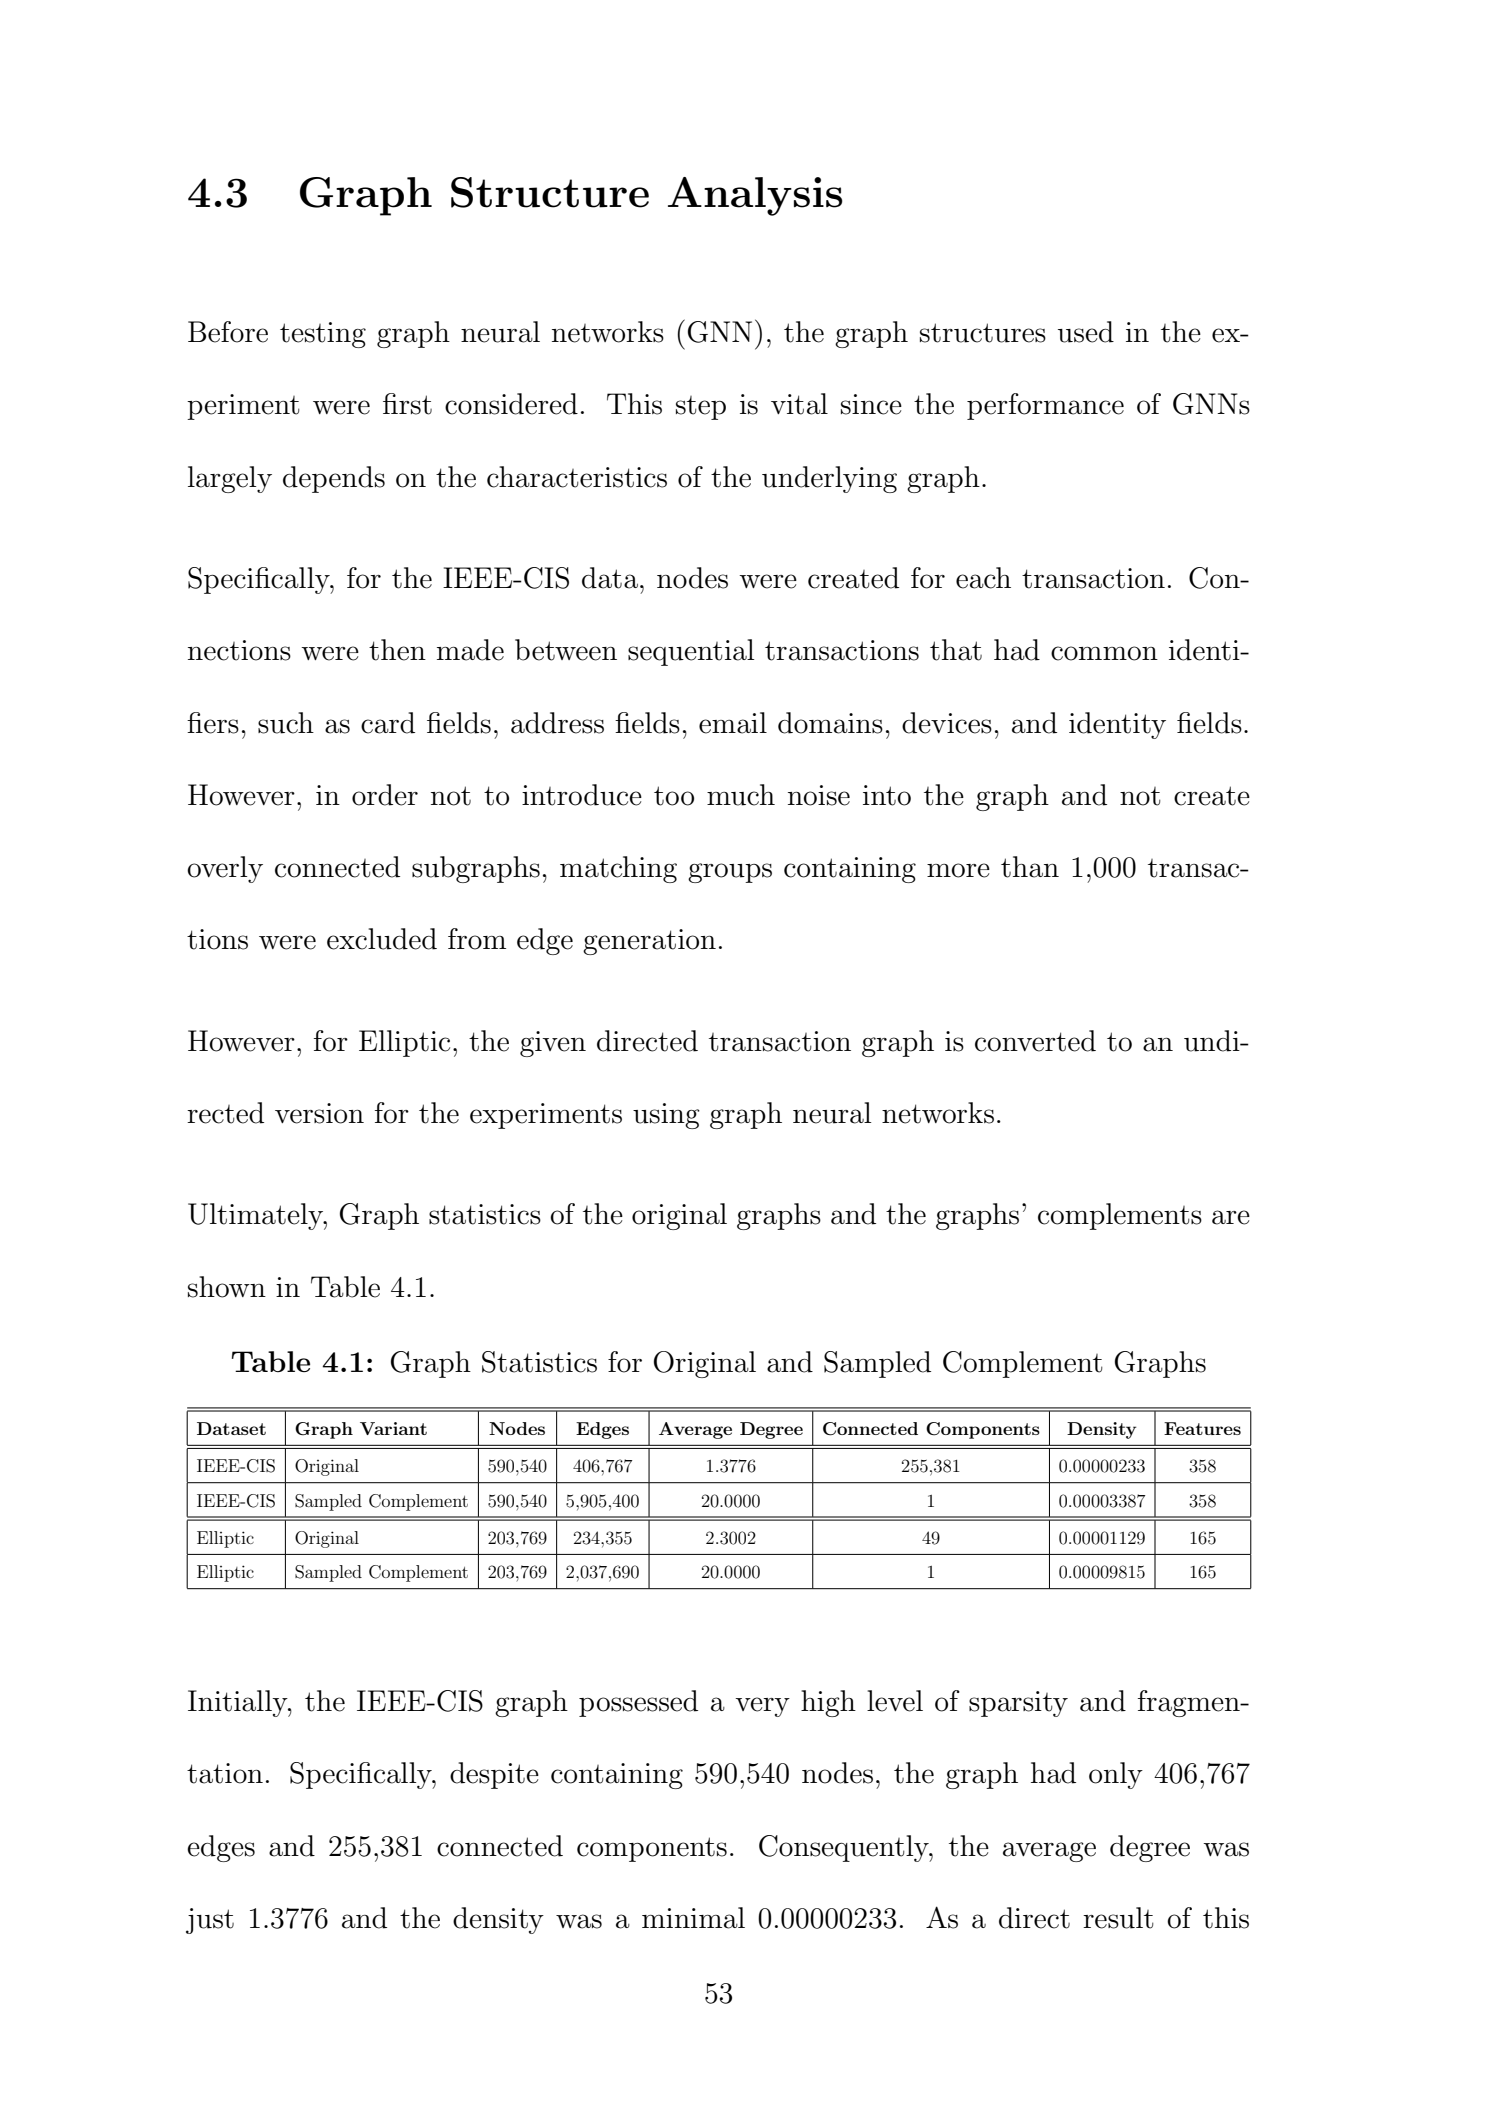 4.3 Graph Structure Analysis
Before testing graph neural networks (GNN), the graph structures used in the ex-
periment were first considered. This step is vital since the performance of GNNs
largely depends on the characteristics of the underlying graph.
Specifically, for the IEEE-CIS data, nodes were created for each transaction. Con-
nections were then made between sequential transactions that had common identi-
fiers, such as card fields, address fields, email domains, devices, and identity fields.
However, in order not to introduce too much noise into the graph and not create
overly connected subgraphs, matching groups containing more than 1,000 transac-
tions were excluded from edge generation.
However, for Elliptic, the given directed transaction graph is converted to an undi-
rected version for the experiments using graph neural networks.
Ultimately, Graph statistics of the original graphs and the graphs’ complements are
shown in Table 4.1.
Table 4.1: Graph Statistics for Original and Sampled Complement Graphs
Dataset Graph Variant Nodes Edges Average Degree Connected Components Density Features
IEEE-CIS Original 590,540 406,767 1.3776 255,381 0.00000233 358
IEEE-CIS Sampled Complement 590,540 5,905,400 20.0000 1 0.00003387 358
Elliptic Original 203,769 234,355 2.3002 49 0.00001129 165
Elliptic Sampled Complement 203,769 2,037,690 20.0000 1 0.00009815 165
Initially, the IEEE-CIS graph possessed a very high level of sparsity and fragmen-
tation. Specifically, despite containing 590,540 nodes, the graph had only 406,767
edges and 255,381 connected components. Consequently, the average degree was
just 1.3776 and the density was a minimal 0.00000233. As a direct result of this
53